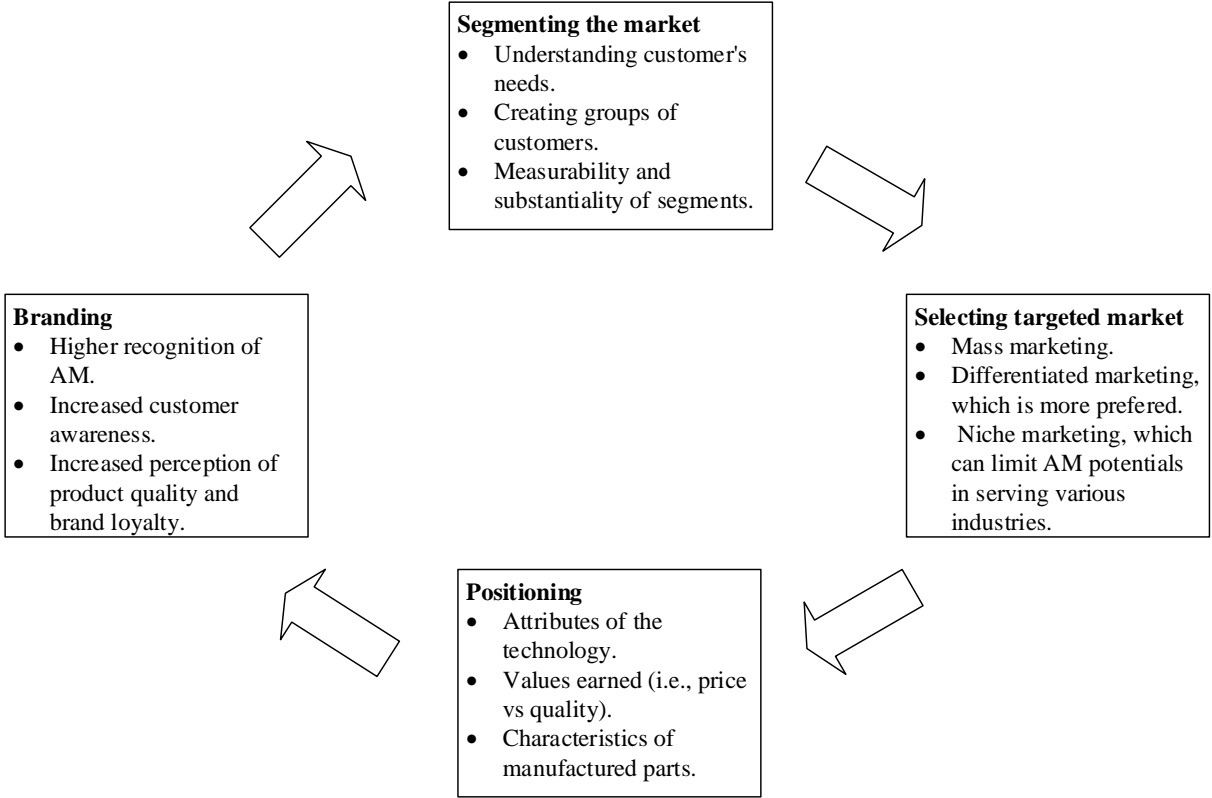 Segmenting the market
• Understanding customer's
needs.
• Creating groups of
customers.
• Measurability and
substantiality of segments.
Branding
• Higher recognition of
AM.
• Increased customer
awareness.
• Increased perception of
product quality and
brand loyalty.
Selecting targeted market
• Mass marketing.
• Differentiated marketing,
which is more prefered.
• Niche marketing, which
can limit AM potentials
in serving various
industries.
Positioning
• Attributes of the
technology.
• Values earned (i.e., price
vs quality).
• Characteristics of
manufactured parts.